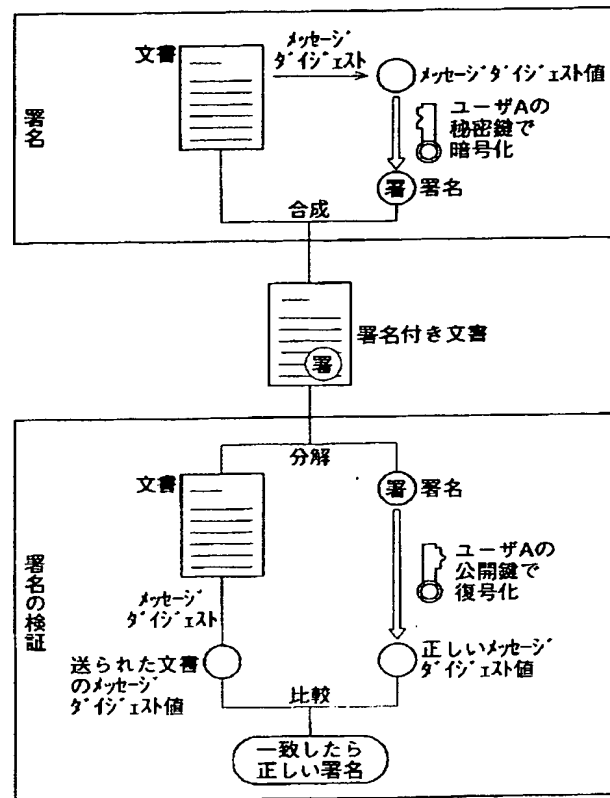 署名
文書
メッセージ
ダイジェスト
メッセージダイジェスト値
ユーザAの
秘密鍵で
暗号化
署 署名
合成
署名付き文書
署
署名の検証
分解
文書
署 署名
ユーザAの
公開鍵で
復号化
メッセージ
ダイジェスト
送られた文書
のメッセージ
ダイジェスト値
正しいメッセージ
ダイジェスト値
比較
一致したら
正しい署名